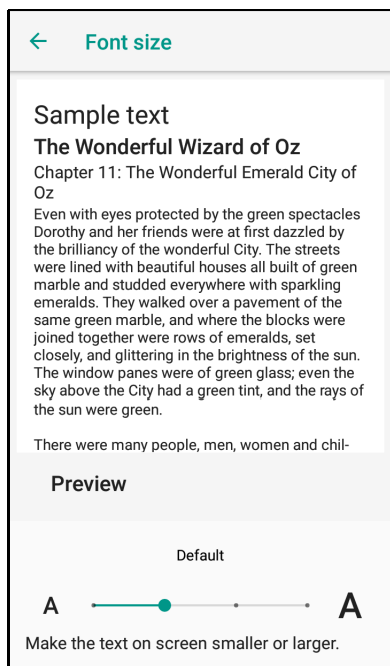 Font size
Sample text
The Wonderful Wizard of Oz
Chapter 11: The Wonderful Emerald City of
Oz
Even with eyes protected by the green spectacles
Dorothy and her friends were at first dazzled by
the brilliancy of the wonderful City. The streets
were lined with beautiful houses all built of green
marble and studded everywhere with sparkling
emeralds. They walked over a pavement of the
same green marble, and where the blocks were
joined together were rows of emeralds, set
closely, and glittering in the brightness of the sun.
The window panes were of green glass; even the
sky above the City had a green tint, and the rays of
the sun were green.
There were many people, men, women and chil-
Preview
Default
A A
Make the text on screen smaller or larger.